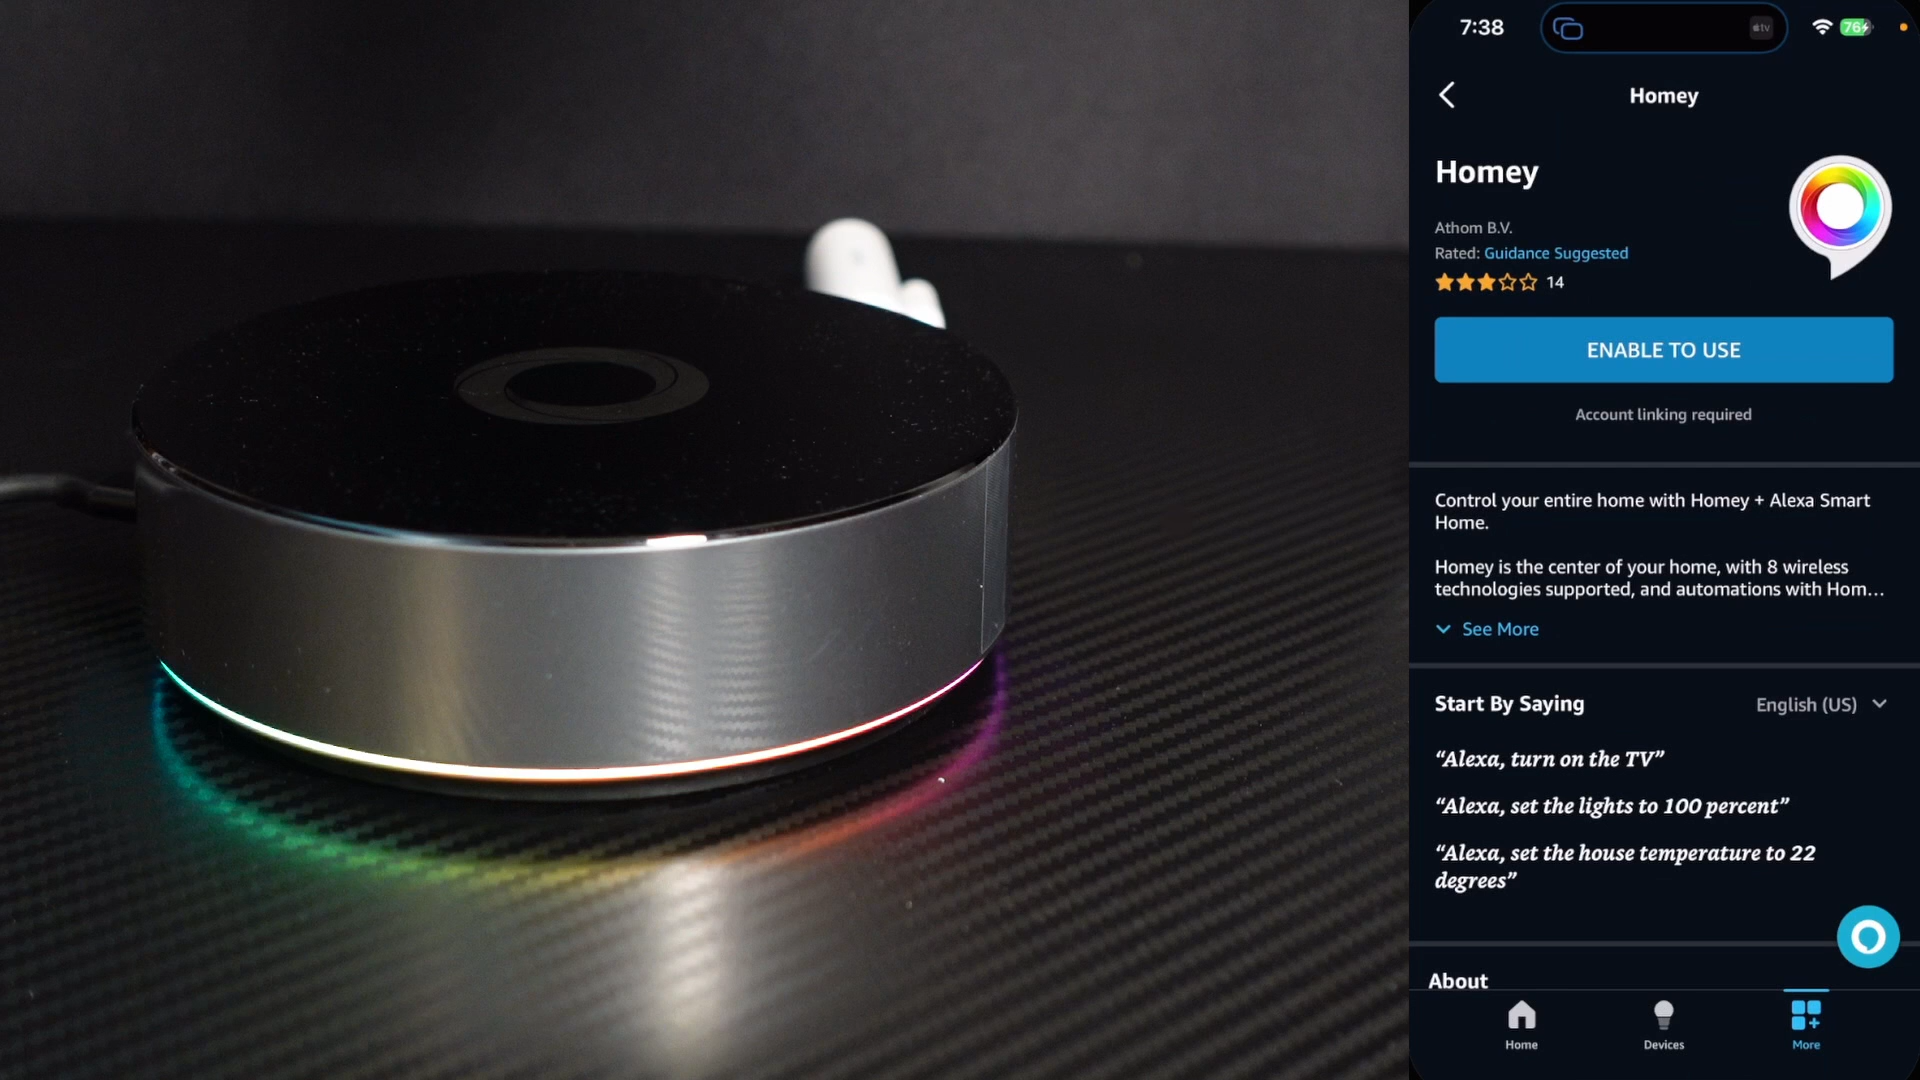 7:38
tv
76
Homey
Homey
Athom B.V.
Rated: Guidance Suggested
14
ENABLE TO USE
Account linking required
Control your entire home with Homey + Alexa Smart
Home.
Homey is the center of your home, with 8 wireless
technologies supported, and automations with Hom...
See More
Start By Saying
English (US)
“Alexa, turn on the TV”
“Alexa, set the lights to 100 percent”
“Alexa, set the house temperature to 22
degrees”
About
Home
Devices
More